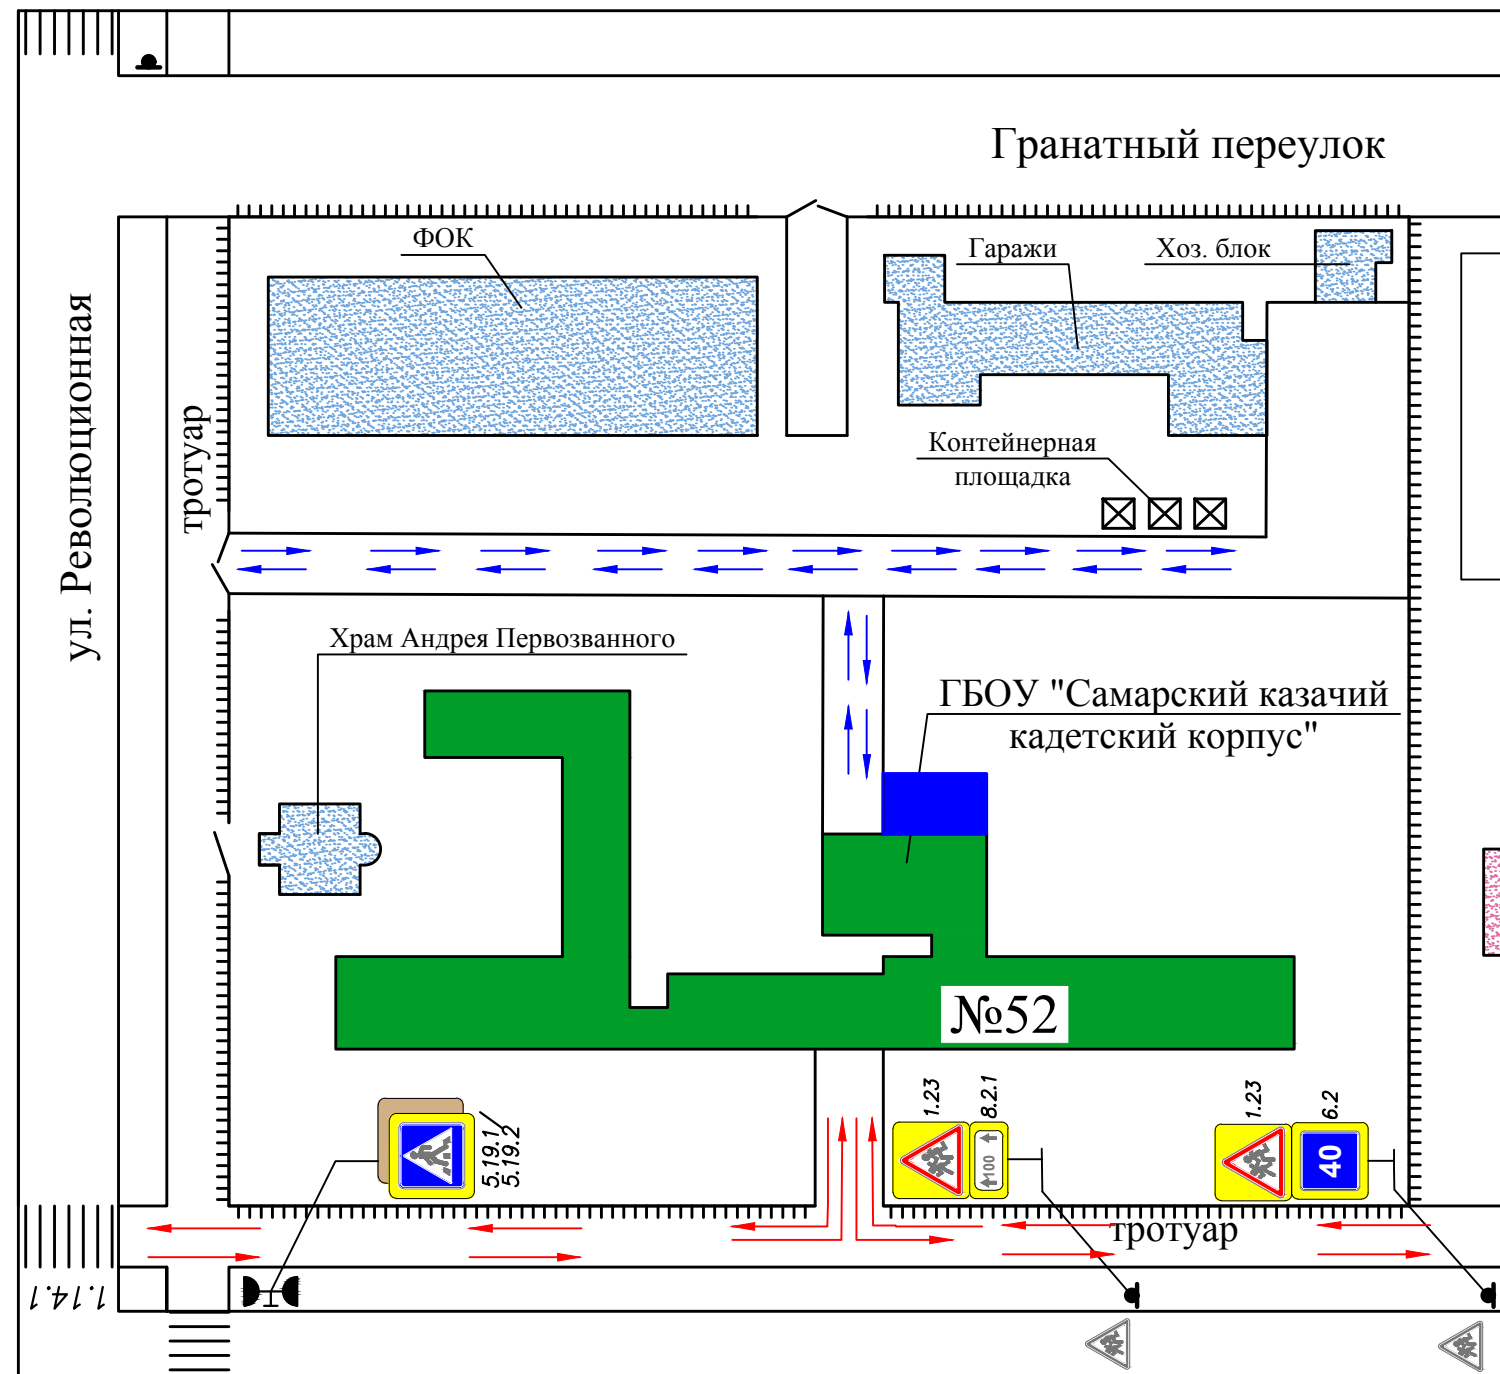 Гранатный переулок
ФОК
Гаражи
Хоз. блок
ул. Революционная
тротуар
Контейнерная
площадка
Храм Андрея Первозванного
ГБОУ "Самарский казачий
кадетский корпус"
№52
5.19.1
5.19.2
1.23
8.2.1
100
1.23
6.2
40
тротуар
1.14.1